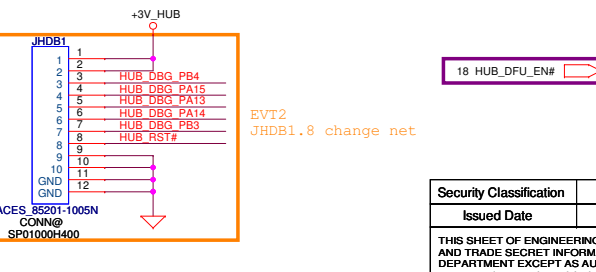 +3V_HUB
JHDB1
1 1
2 2
3 3 HUB_DBG_PB4
4 4 HUB_DBG_PA15
5 5 HUB_DBG_PA13
6 6 HUB_DBG_PA14
7 7 HUB_DBG_PB3
8 8 HUB_RST#
9 9
10 10
GND 11
GND 12
ACES_85201-1005N
CONN@
SP01000H400
EVT2
JHDB1.8 change net
18 HUB_DFU_EN#
Security Classification
Issued Date
THIS SHEET OF ENGINEERING
AND TRADE SECRET INFORM
DEPARTMENT EXCEPT AS AU